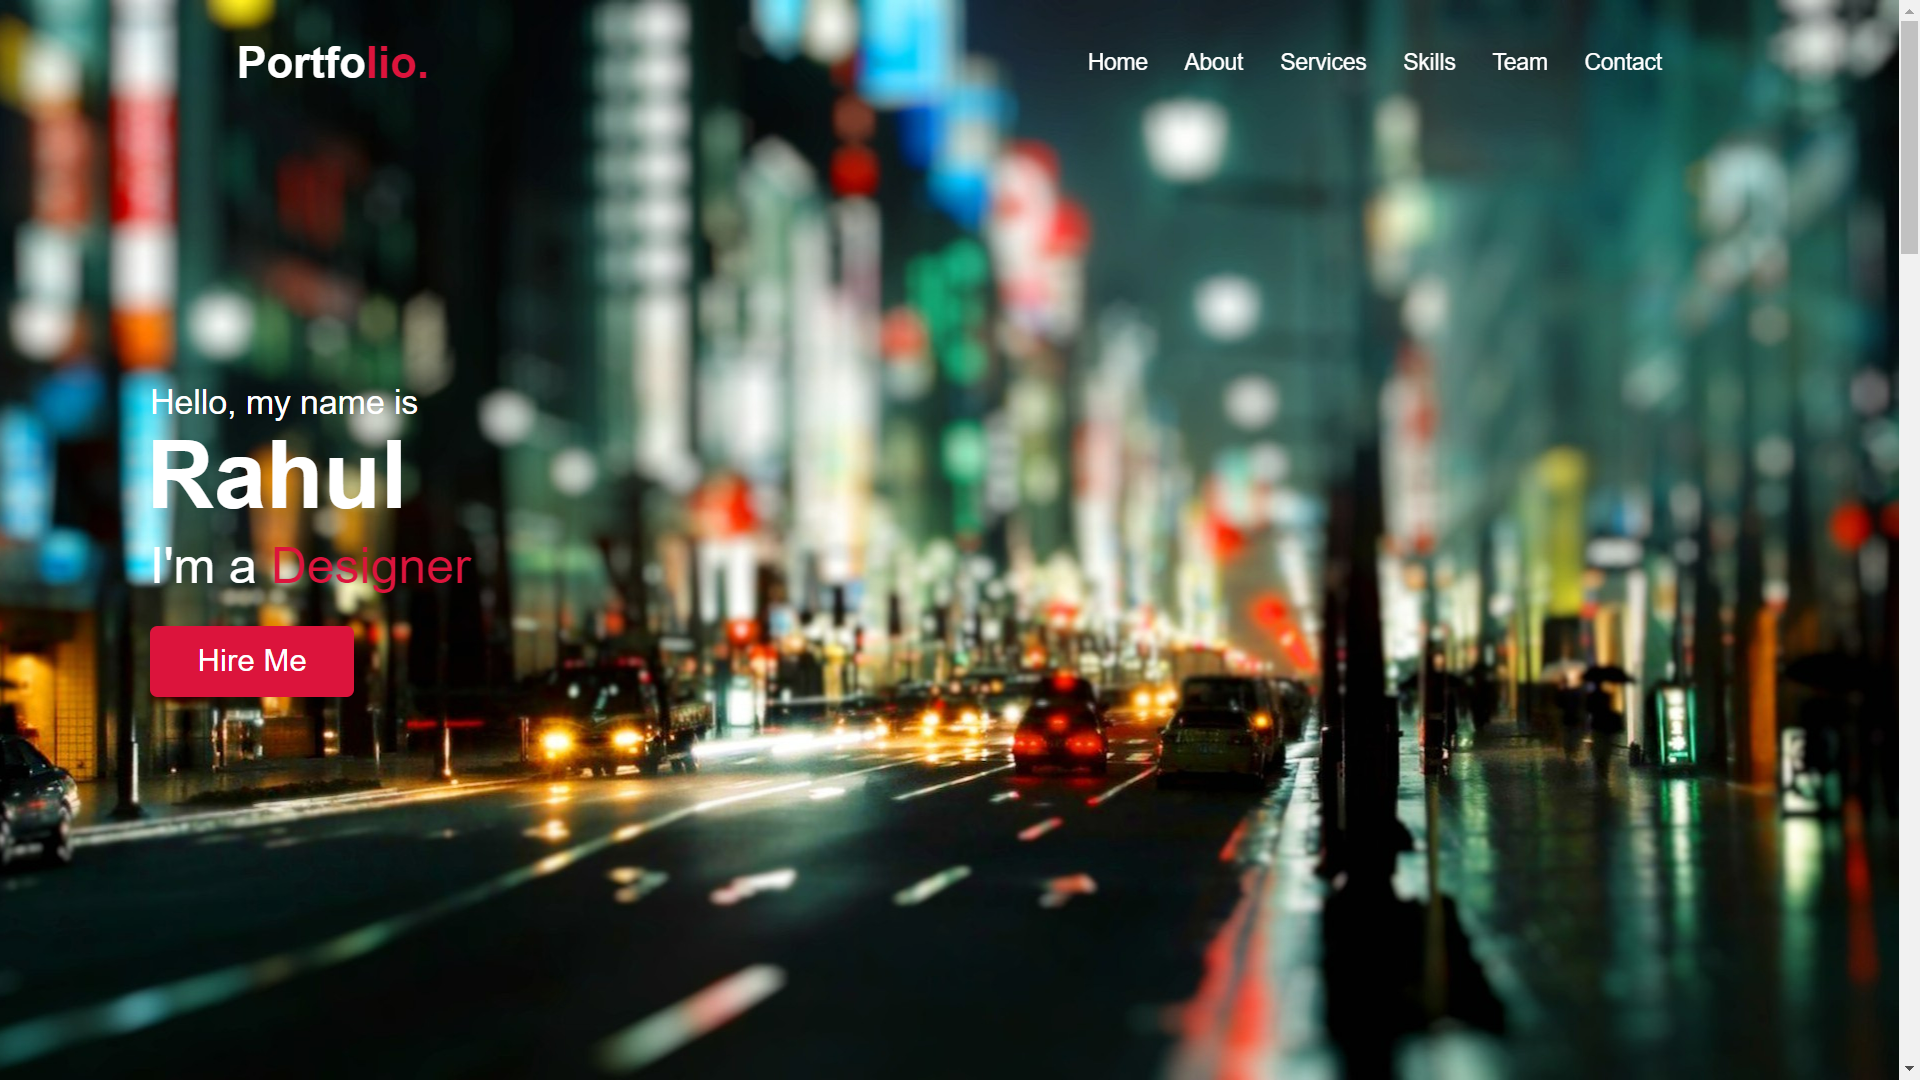 Portfolio.
Home About Services Skills Team Contact
Hello, my name is
Rahul
I'm a Designer
Hire Me